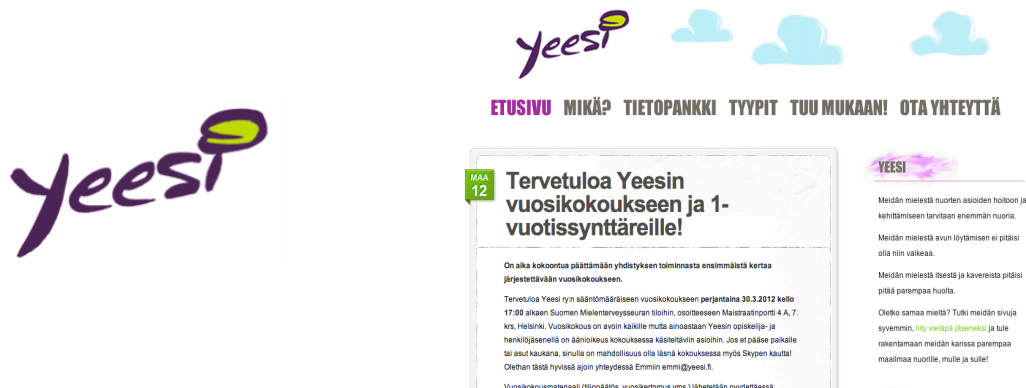 yeesi
yeesi
ETUSIVU MIKÄ? TIETOPANKKI TYYPIT TUU MUKAAN! OTA YHTEYTTÄ
MAA
12
Tervetuloa Yeesin
vuosikokoukseen ja 1-
vuotissynttäreille!
On aika kokoontua päättämään yhdistyksen toiminnasta ensimmäistä kertaa
järjestettävään vuosikokoukseen.
Tervetuloa Yeesi ry:n sääntömääräiseen vuosikokoukseen perjantaina 30.3.2012 kello
17:00 alkaen Suomen Mielenterveysseuran tiloihin, osoitteeseen Maistraatinportti 4 A, 7.
krs, Helsinki. Vuosikokous on avoin kaikille mutta ainoastaan Yeesin opiskelija- ja
henkilöjäsenellä on äänioikeus kokouksessa käsiteltäviin asioihin. Jos et pääse paikalle
tai asut kaukana, sinulla on mahdollisuus olla läsnä kokouksessa myös Skypen kautta!
Olethan tästä hyvissä ajoin yhteydessä Emmiin emmi@yeesi.fi.
Vuosikokousmateriaali (tilinpäätös, vuosikertomus yms.) lähetetään pyydettäessä
YEESI
Meidän mielestä nuorten asioiden hoitoon ja
kehittämiseen tarvitaan enemmän nuoria.
Meidän mielestä avun löytämisen ei pitäisi
olla niin vaikeaa.
Meidän mielestä itsestä ja kavereista pitäisi
pitää parempaa huolta.
Oletko samaa mieltä? Tutki meidän sivuja
syvemmin, liity vieläpä jäseneksi ja tule
rakentamaan meidän kanssa parempaa
maailmaa nuorille, mulle ja sulle!